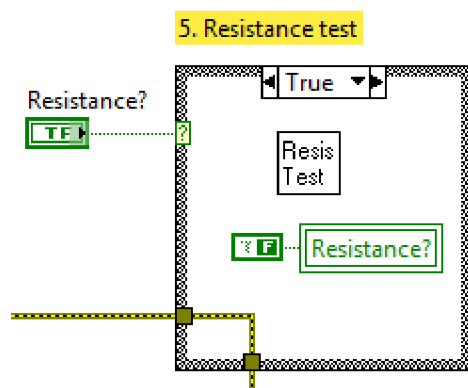 5. Resistance test
True
Resistance?
TF
?
Resis
Test
F
Resistance?